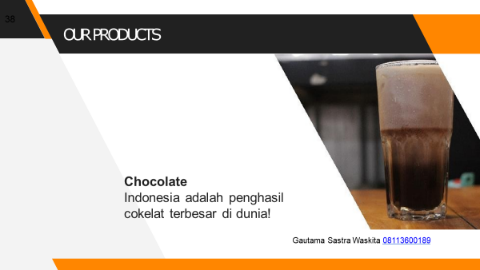 38
OUR PRODUCTS
Chocolate
Indonesia adalah penghasil
cokelat terbesar di dunia!
Gautama Sastra Waskita 08113600189